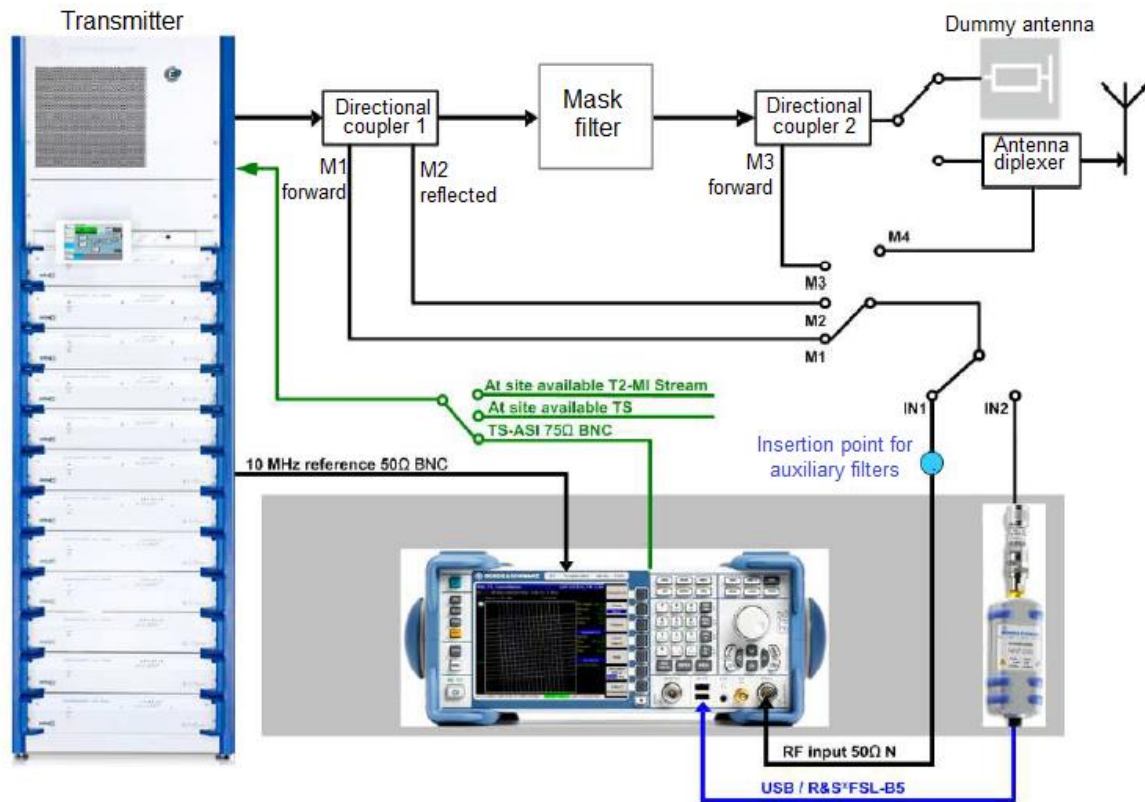 Transmitter
Dummy antenna
Directional
coupler 1
Mask
filter
Directional
coupler 2
Antenna
diplexer
M1
forward
M2
reflected
M3
forward
M4
M3
M2
M1
At site available T2-MI Stream
At site available TS
TS-ASI 75Ω BNC
IN1
IN2
Insertion point for
auxiliary filters
10 MHz reference 50Ω BNC
ROHDE & SCHWARZ
RF input 50Ω N
USB / R&S*FSL-B5